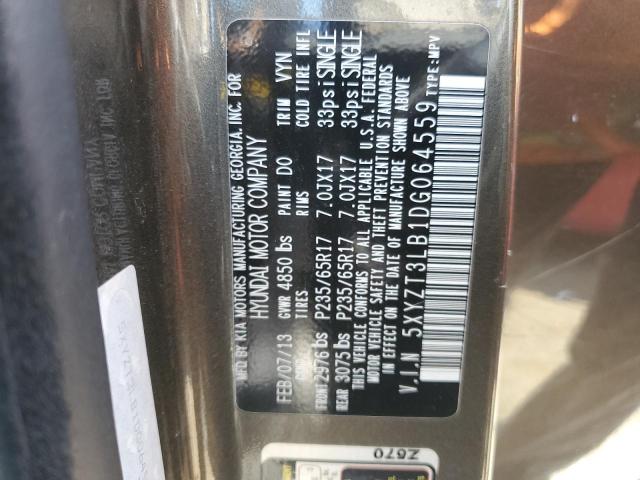 MFD BY KIA MOTORS MANUFACTURING GEORGIA, INC. FOR
HYUNDAI MOTOR COMPANY
FEB/07/13 GVWR 4850 bs PAINT DO TRIM VYN
TIRES RIMS COLD TIRE INFL
FRONT 2976 bs P235/65R17 7.0JX17 33psi SINGLE
REAR 3075 bs P235/65R17 7.0JX17 33psi SINGLE
THIS VEHICLE CONFORMS TO ALL APPLICABLE U.S.A. FEDERAL
MOTOR VEHICLE SAFETY AND THEFT PREVENTION STANDARDS
IN EFFECT ON THE DATE OF MANUFACTURE SHOWN ABOVE
V.I.N 5XYZT3LB1DG064559 TYPE:MPV
Z670